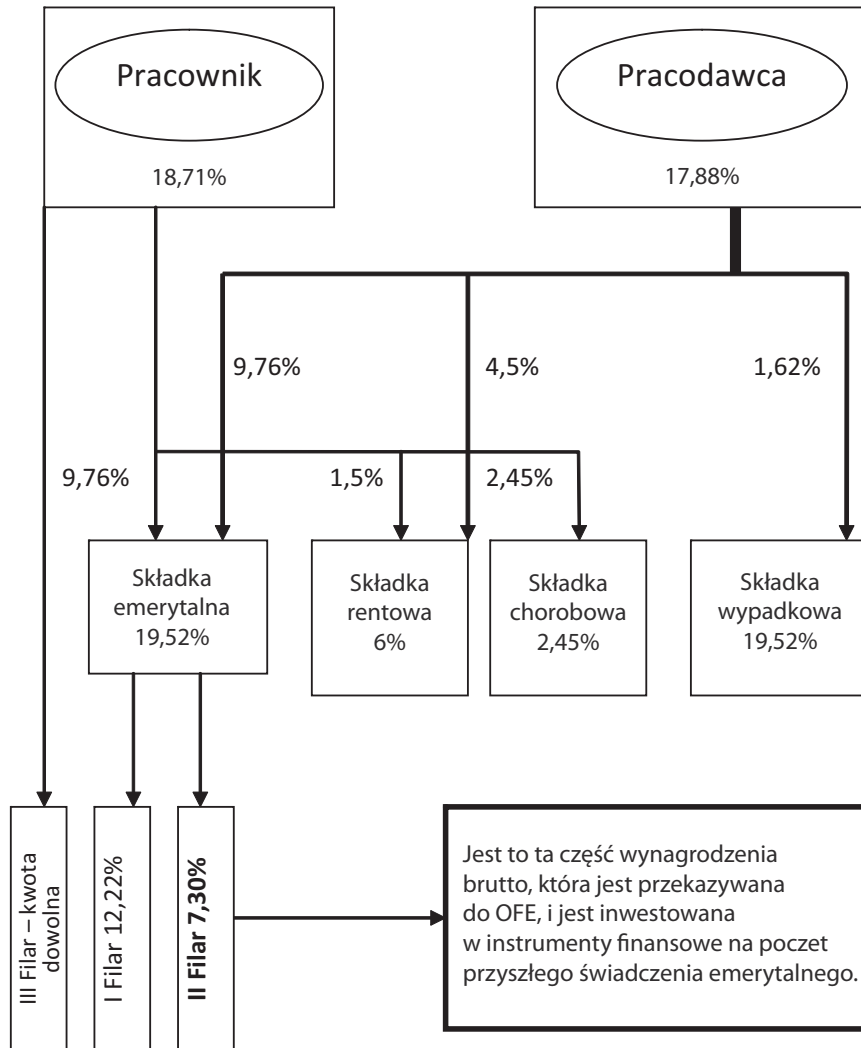 Pracownik
18,71%
Pracodawca
17,88%
9,76%
4,5%
1,62%
9,76%
1,5%
2,45%
Składka
emerytalna
19,52%
Składka
rentowa
6%
Składka
chorobowa
2,45%
Składka
wypadkowa
19,52%
III Filar – kwota
dowolna
I Filar 12,22%
II Filar 7,30%
Jest to ta część wynagrodzenia
brutto, która jest przekazywana
do OFE, i jest inwestowana
w instrumenty finansowe na poczet
przyszłego świadczenia emerytalnego.